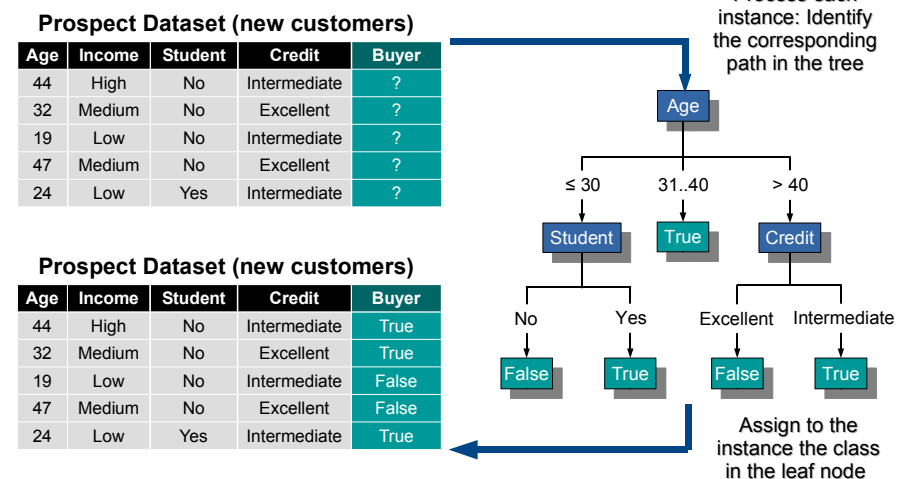 Process each
instance: Identify
the corresponding
path in the tree
Prospect Dataset (new customers)
Age Income Student Credit Buyer
44 High No Intermediate ?
32 Medium No Excellent ?
19 Low No Intermediate ?
47 Medium No Excellent ?
24 Low Yes Intermediate ?
Age
≤ 30 31..40 > 40
Student True Credit
No Yes Excellent Intermediate
False True False True
Prospect Dataset (new customers)
Age Income Student Credit Buyer
44 High No Intermediate True
32 Medium No Excellent True
19 Low No Intermediate False
47 Medium No Excellent False
24 Low Yes Intermediate True
Assign to the
instance the class
in the leaf node